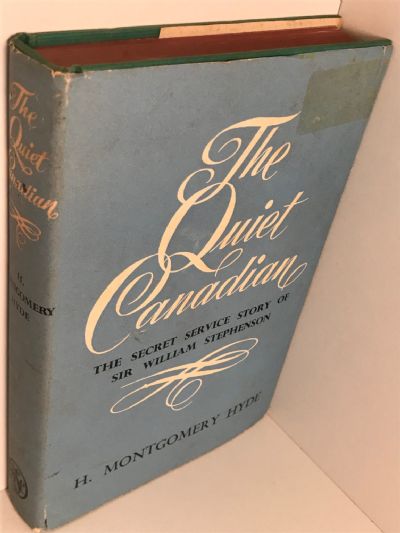 The
Quiet
Canadian
THE SECRET SERVICE STORY OF
SIR WILLIAM STEPHENSON
H. MONTGOMERY HYDE
The
Quiet
Canadian
H.
MONTGOMERY
HYDE